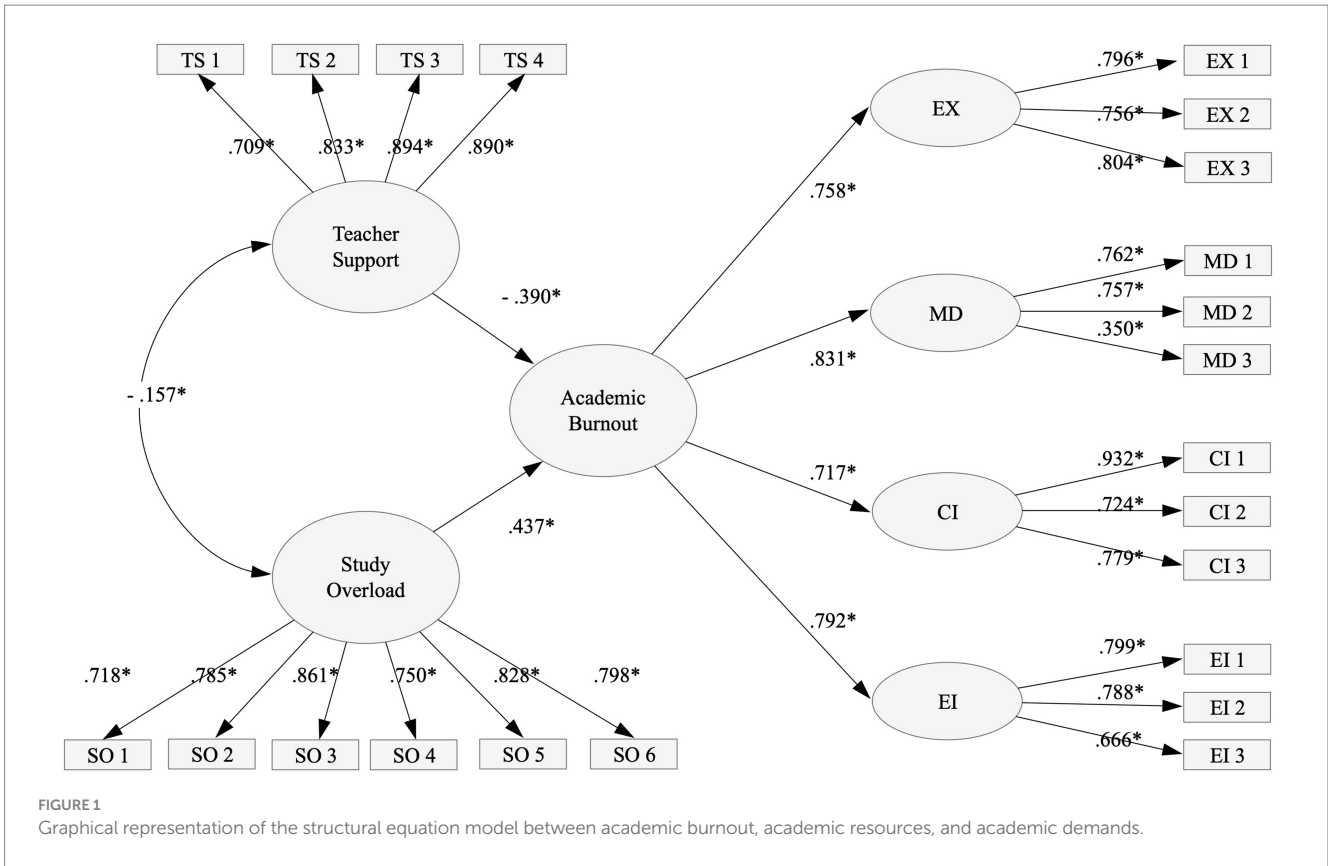 TS 1
TS 2
TS 3
TS 4
.709*
.833*
.894*
.890*
Teacher
Support
- .157*
- .390*
Academic
Burnout
.437*
Study
Overload
.718*
.785*
.861*
.750*
.828*
.798*
SO 1
SO 2
SO 3
SO 4
SO 5
SO 6
.758*
.831*
.717*
.792*
EX
.796*
.756*
.804*
EX 1
EX 2
EX 3
MD
.762*
.757*
.350*
MD 1
MD 2
MD 3
CI
.932*
.724*
.779*
CI 1
CI 2
CI 3
EI
.799*
.788*
.666*
EI 1
EI 2
EI 3
FIGURE 1
Graphical representation of the structural equation model between academic burnout, academic resources, and academic demands.